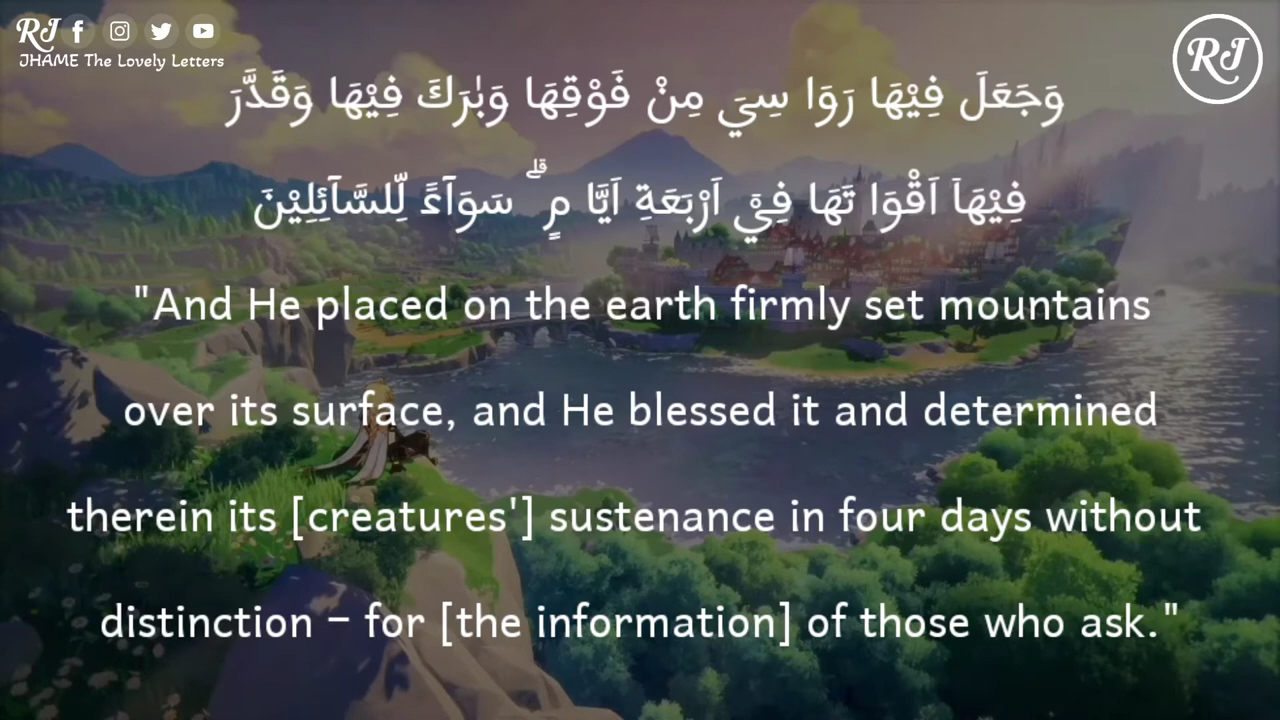 RJ
JHAME The Lovely Letters
RJ
وَجَعَلَ فِيْهَا رَوَا سِيَ مِنْ فَوْقِهَا وَبٰرَكَ فِيْهَا وَقَدَّرَ
فِيْهَاۤ اَقْوَا تَهَا فِيْۤ اَرْبَعَةِ اَيَّا مٍ ۗ سَوَآءً لِّلسَّآئِلِيْنَ
"And He placed on the earth firmly set mountains
over its surface, and He blessed it and determined
therein its [creatures'] sustenance in four days without
distinction – for [the information] of those who ask."